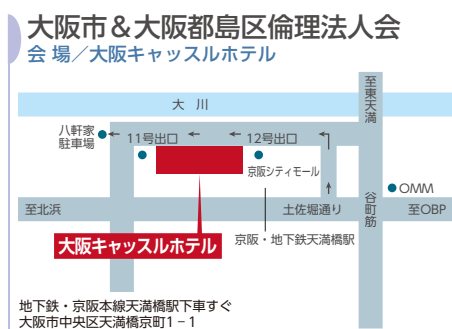 大阪市＆大阪都島区倫理法人会
会 場／大阪キャッスルホテル
至東天満
大 川
八軒家
駐車場
11号出口
12号出口
京阪シティモール
OMM
至北浜
土佐堀通り
谷町筋
至OBP
大阪キャッスルホテル
京阪・地下鉄天満橋駅
地下鉄・京阪本線天満橋駅下車すぐ
大阪市中央区天満橋京町1－1